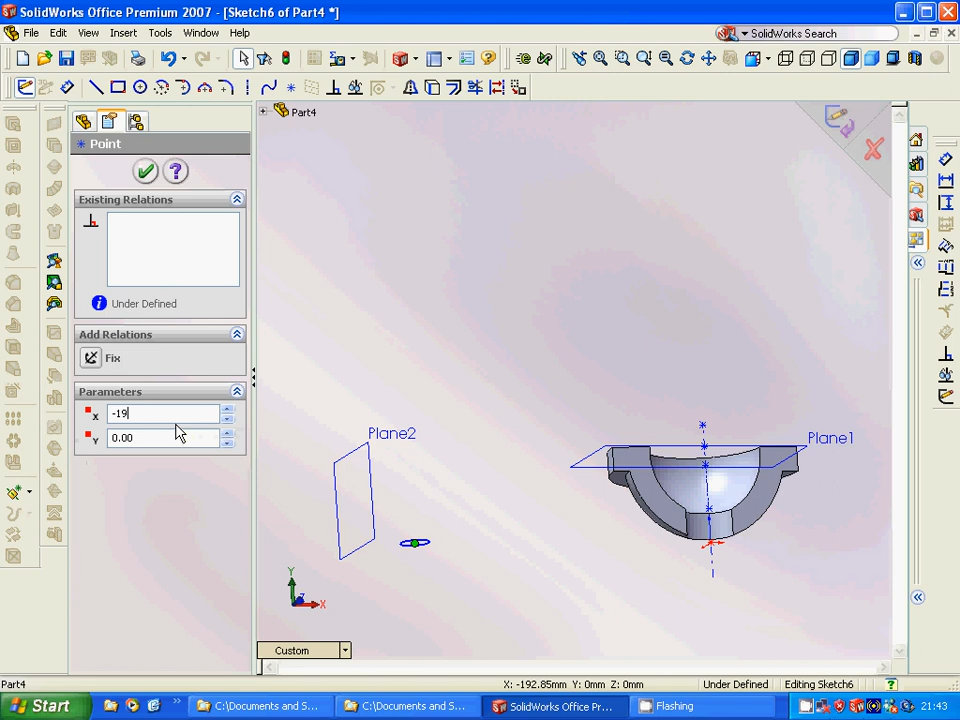 SolidWorks Office Premium 2007 - [Sketch6 of Part4 *]
File Edit View Insert Tools Window Help
SolidWorks Search
Point
Part4
Existing Relations
Under Defined
Add Relations
Fix
Parameters
X -19
Y 0.00
Plane2
Plane1
Y
X
Z
Custom
Part4
X: -192.85mm Y: 0mm Z: 0mm
Under Defined
Editing Sketch6
Start
C:\Documents and S...
C:\Documents and S...
SolidWorks Office Pr...
Flashing
21:43